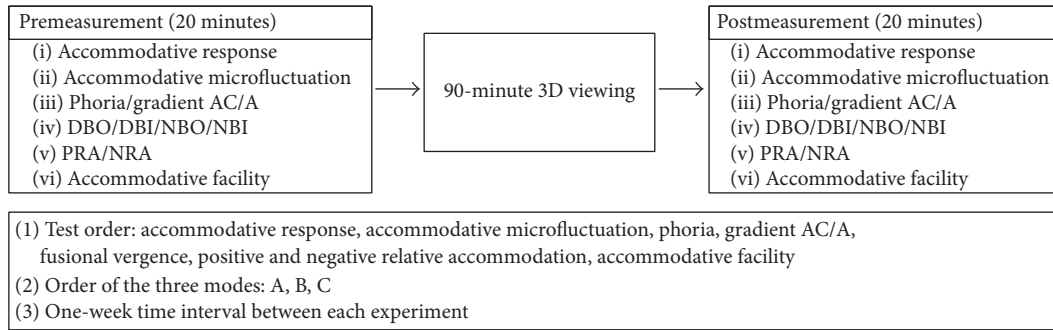 Premeasurement (20 minutes)
(i) Accommodative response
(ii) Accommodative microfluctuation
(iii) Phoria/gradient AC/A
(iv) DBO/DBI/NBO/NBI
(v) PRA/NRA
(vi) Accommodative facility
90-minute 3D viewing
Postmeasurement (20 minutes)
(i) Accommodative response
(ii) Accommodative microfluctuation
(iii) Phoria/gradient AC/A
(iv) DBO/DBI/NBO/NBI
(v) PRA/NRA
(vi) Accommodative facility
(1) Test order: accommodative response, accommodative microfluctuation, phoria, gradient AC/A,
fusional vergence, positive and negative relative accommodation, accommodative facility
(2) Order of the three modes: A, B, C
(3) One-week time interval between each experiment